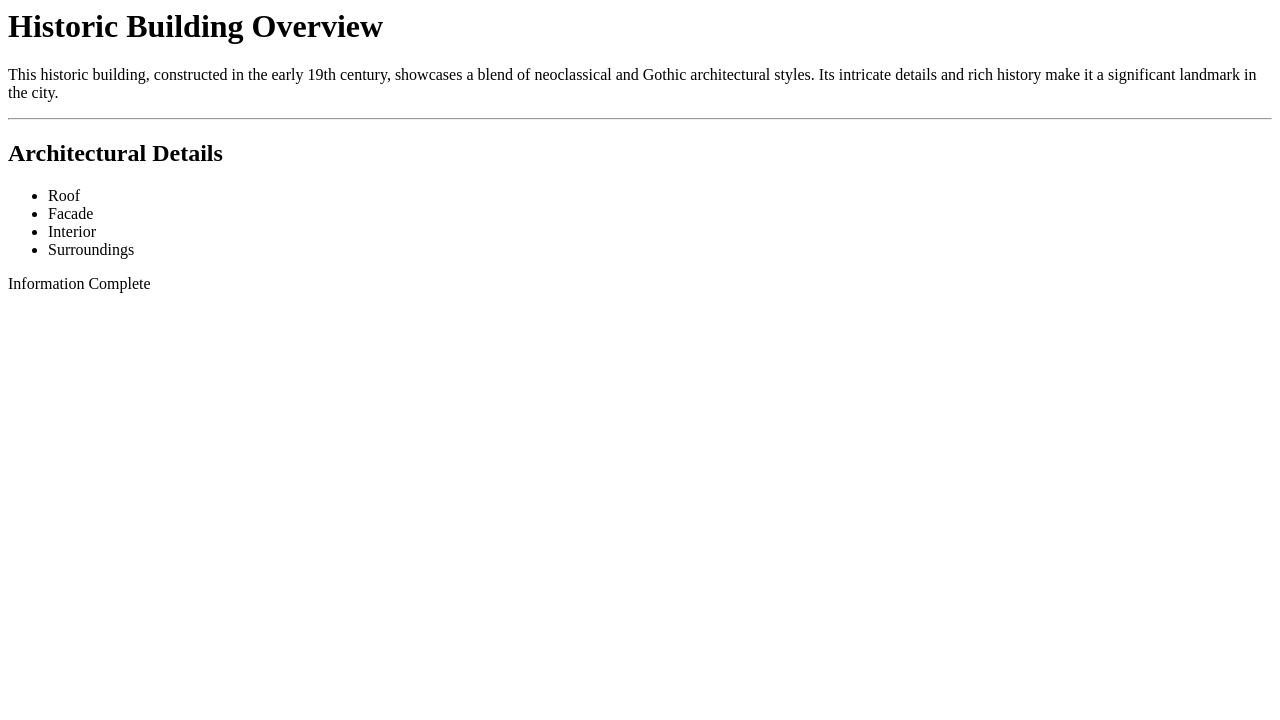 Historic Building Overview
This historic building, constructed in the early 19th century, showcases a blend of neoclassical and Gothic architectural styles. Its intricate details and rich history make it a significant landmark in
the city.
Architectural Details
Roof
Facade
Interior
Surroundings
Information Complete